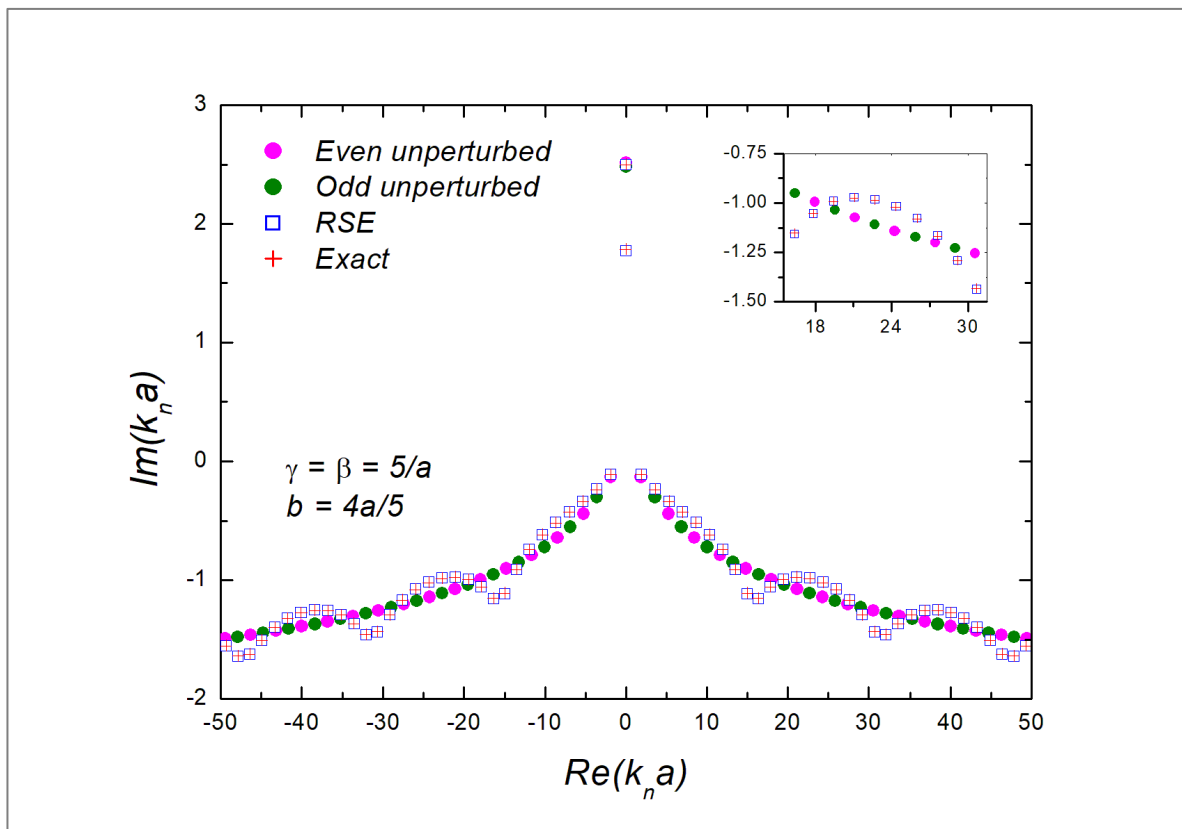 3
2
1
0
-1
-2
Im(kₙa)
Even unperturbed
Odd unperturbed
RSE
Exact
γ = β = 5/a
b = 4a/5
-0.75
-1.00
-1.25
-1.50
18 24 30
-50 -40 -30 -20 -10 0 10 20 30 40 50
Re(kₙa)